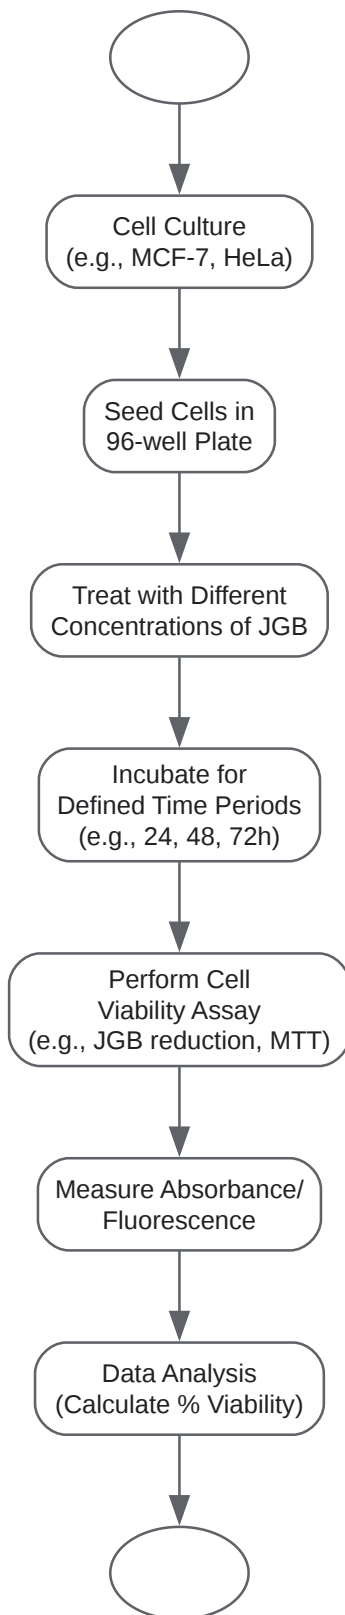 Cell Culture
(e.g., MCF-7, HeLa)
Seed Cells in
96-well Plate
Treat with Different
Concentrations of JGB
Incubate for
Defined Time Periods
(e.g., 24, 48, 72h)
Perform Cell
Viability Assay
(e.g., JGB reduction, MTT)
Measure Absorbance/
Fluorescence
Data Analysis
(Calculate % Viability)